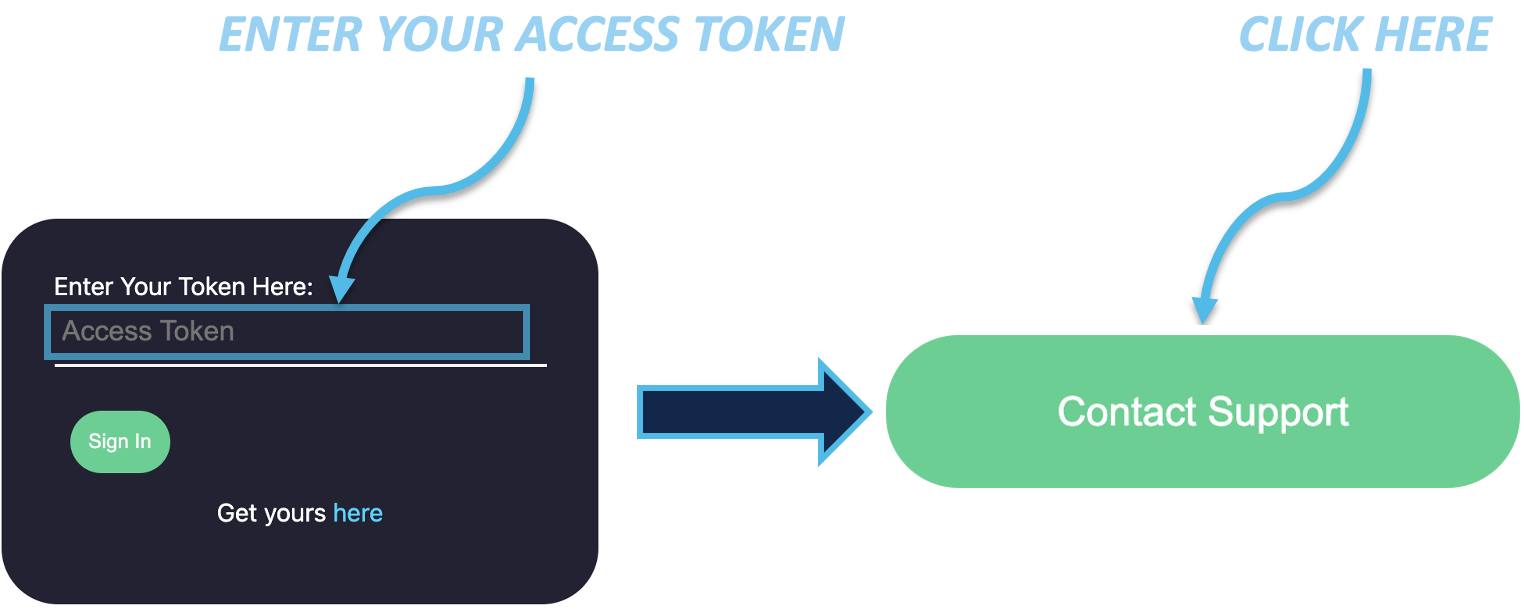 ENTER YOUR ACCESS TOKEN
CLICK HERE
Enter Your Token Here:
Access Token
Sign In
Get yours here
Contact Support